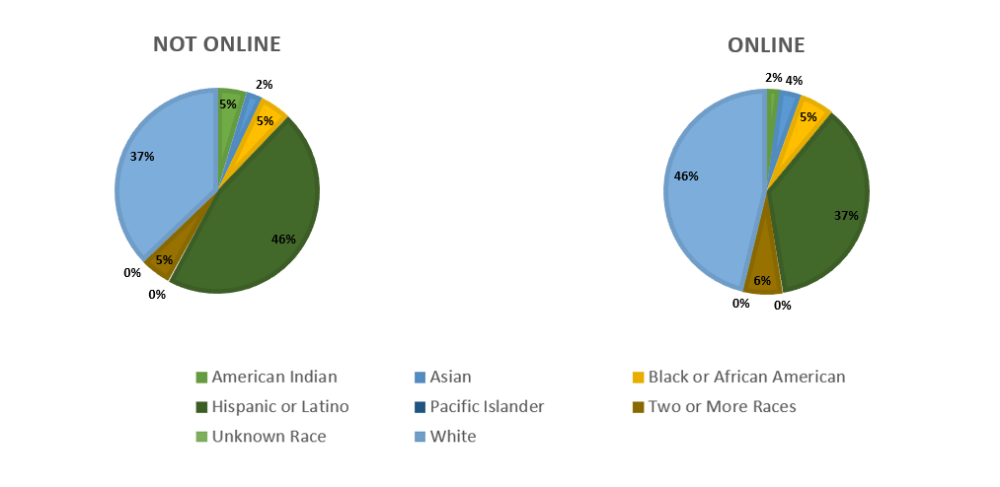 NOT ONLINE
5%
2%
5%
46%
0%
5%
0%
37%
ONLINE
2%
4%
5%
37%
0%
6%
0%
46%
American Indian
Asian
Black or African American
Hispanic or Latino
Pacific Islander
Two or More Races
Unknown Race
White